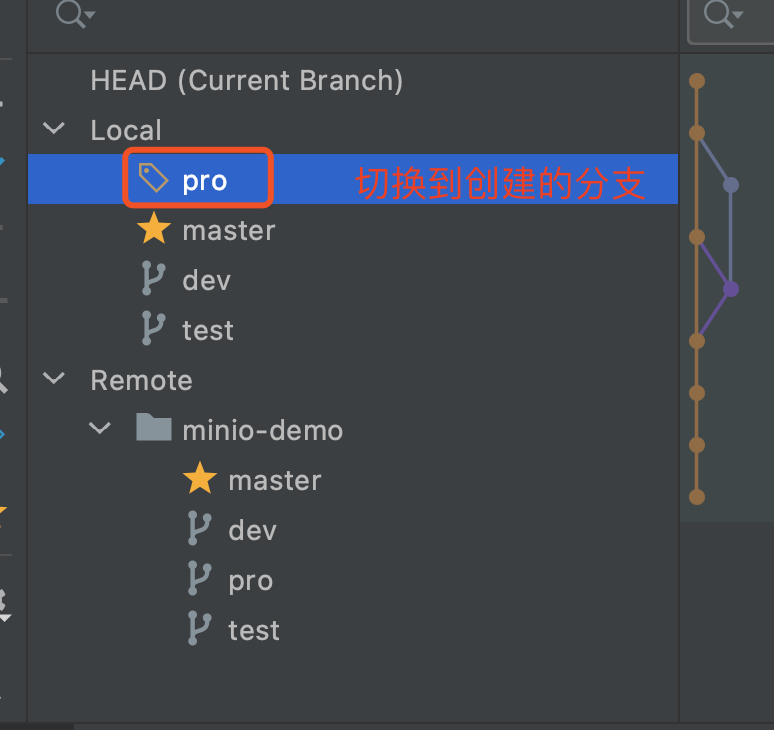 HEAD (Current Branch)
Local
pro 切换到创建的分支
master
dev
test
Remote
minio-demo
master
dev
pro
test